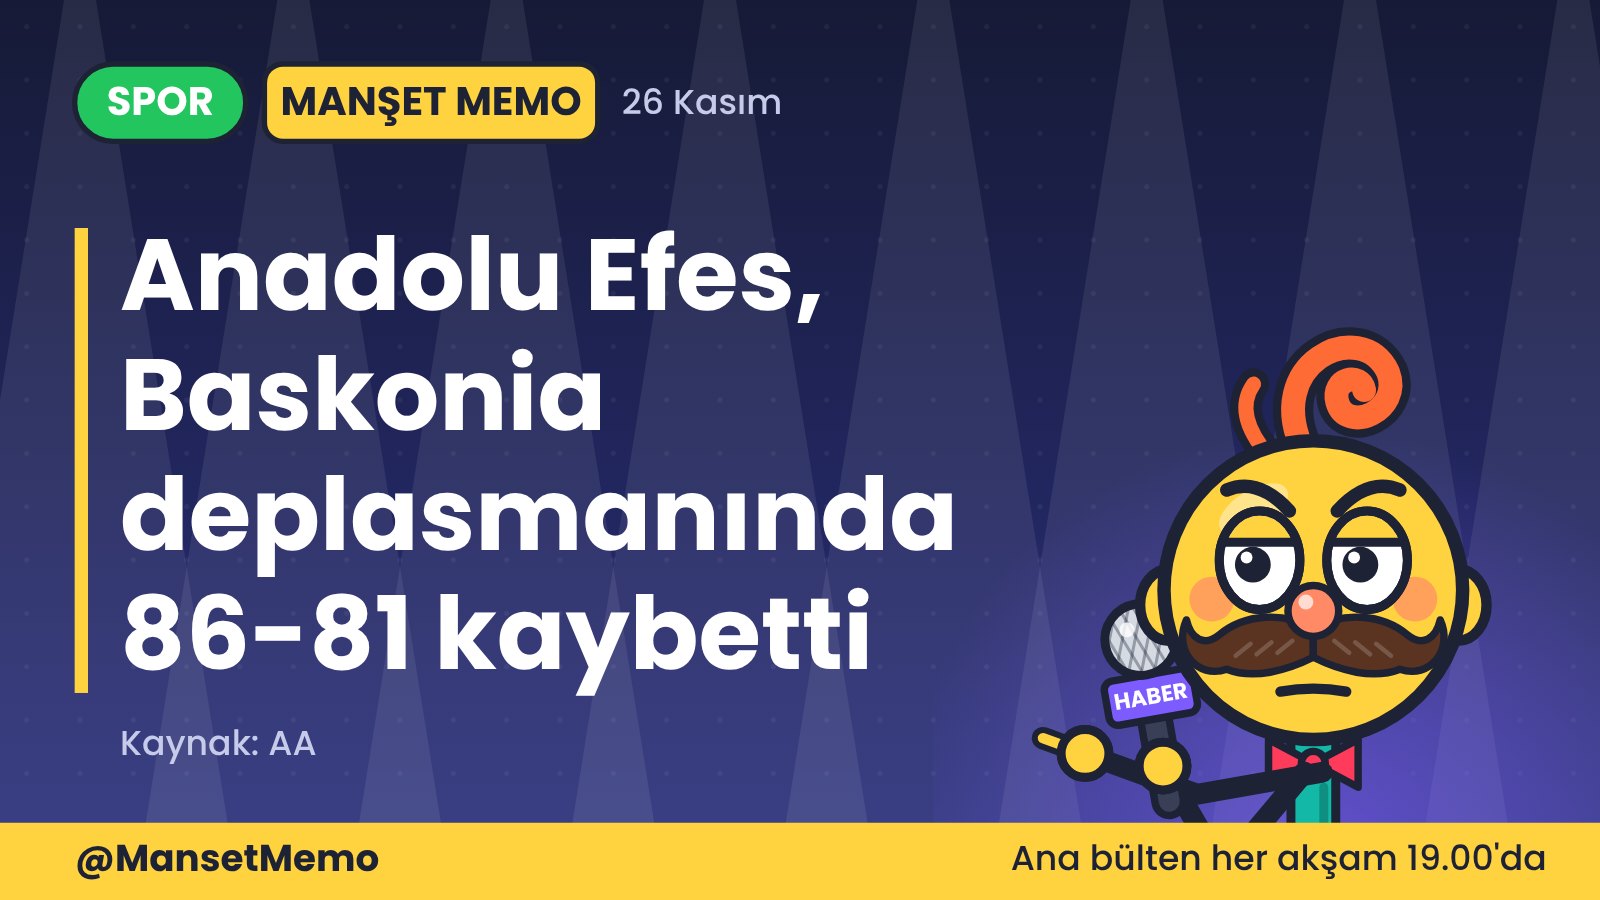 SPOR MANŞET MEMO 26 Kasım
Anadolu Efes,
Baskonia
deplasmanında
86-81 kaybetti
Kaynak: AA
HABER
@MansetMemo Ana bülten her akşam 19.00'da